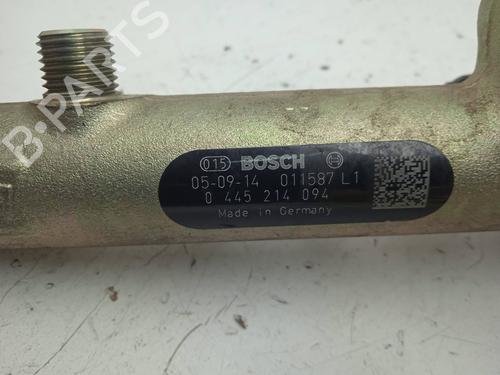 B-PARTS
015 BOSCH
05-09-14 011587 L1
0 445 214 094
Made in Germany